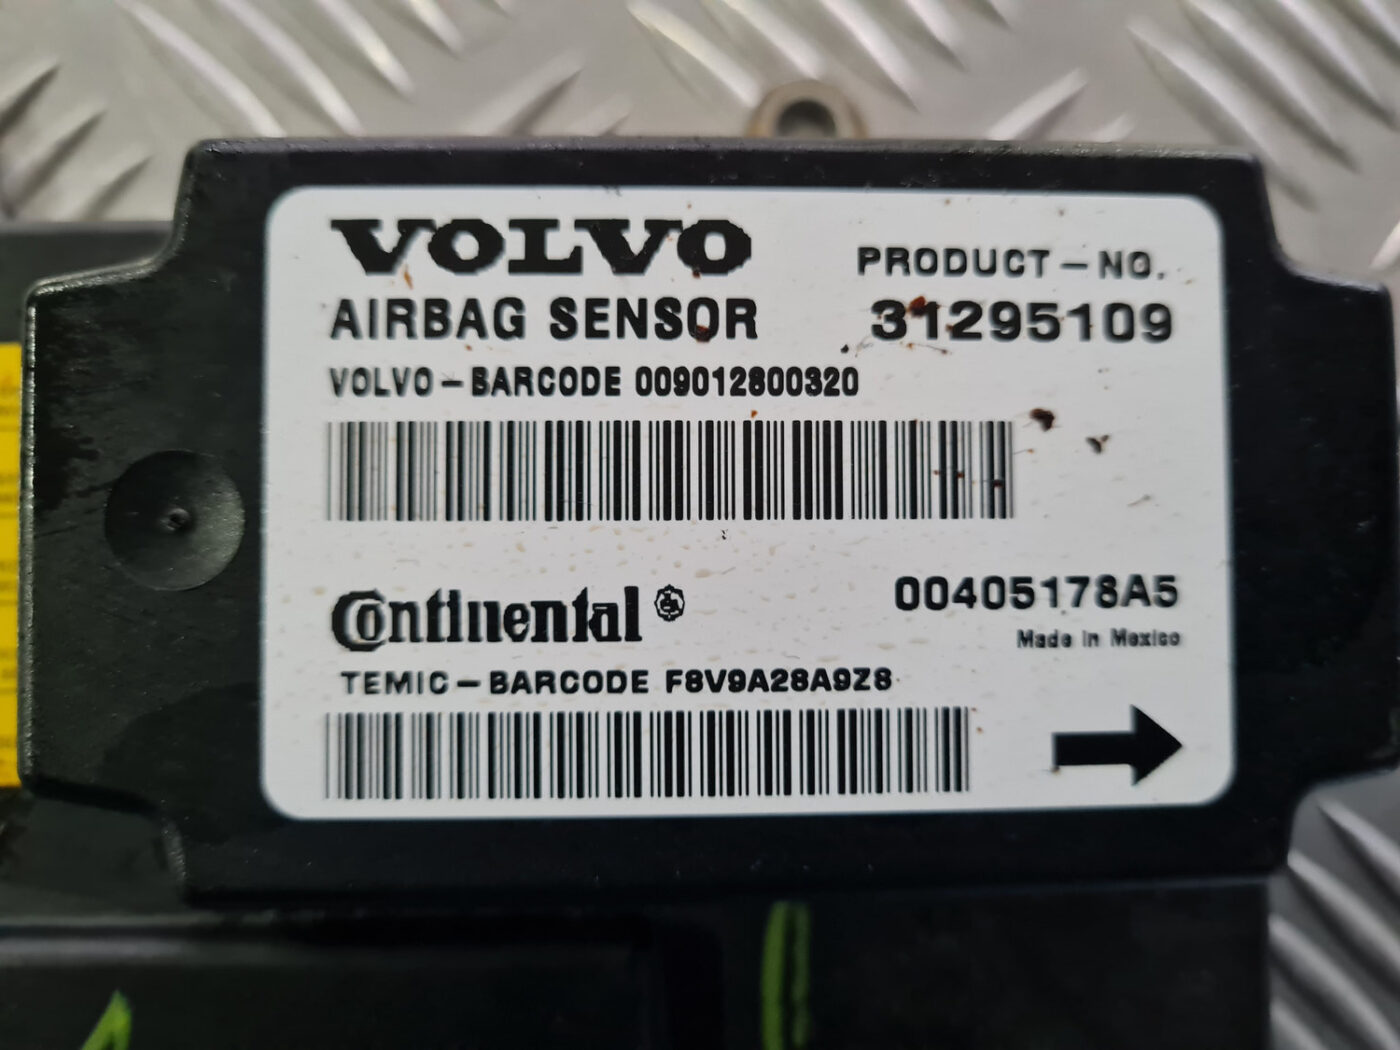 VOLVO
PRODUCT - NO.
AIRBAG SENSOR
31295109
VOLVO - BARCODE 009012800320
Continental
00405178A5
Made in Mexico
TEMIC - BARCODE F8V9A28A9Z8